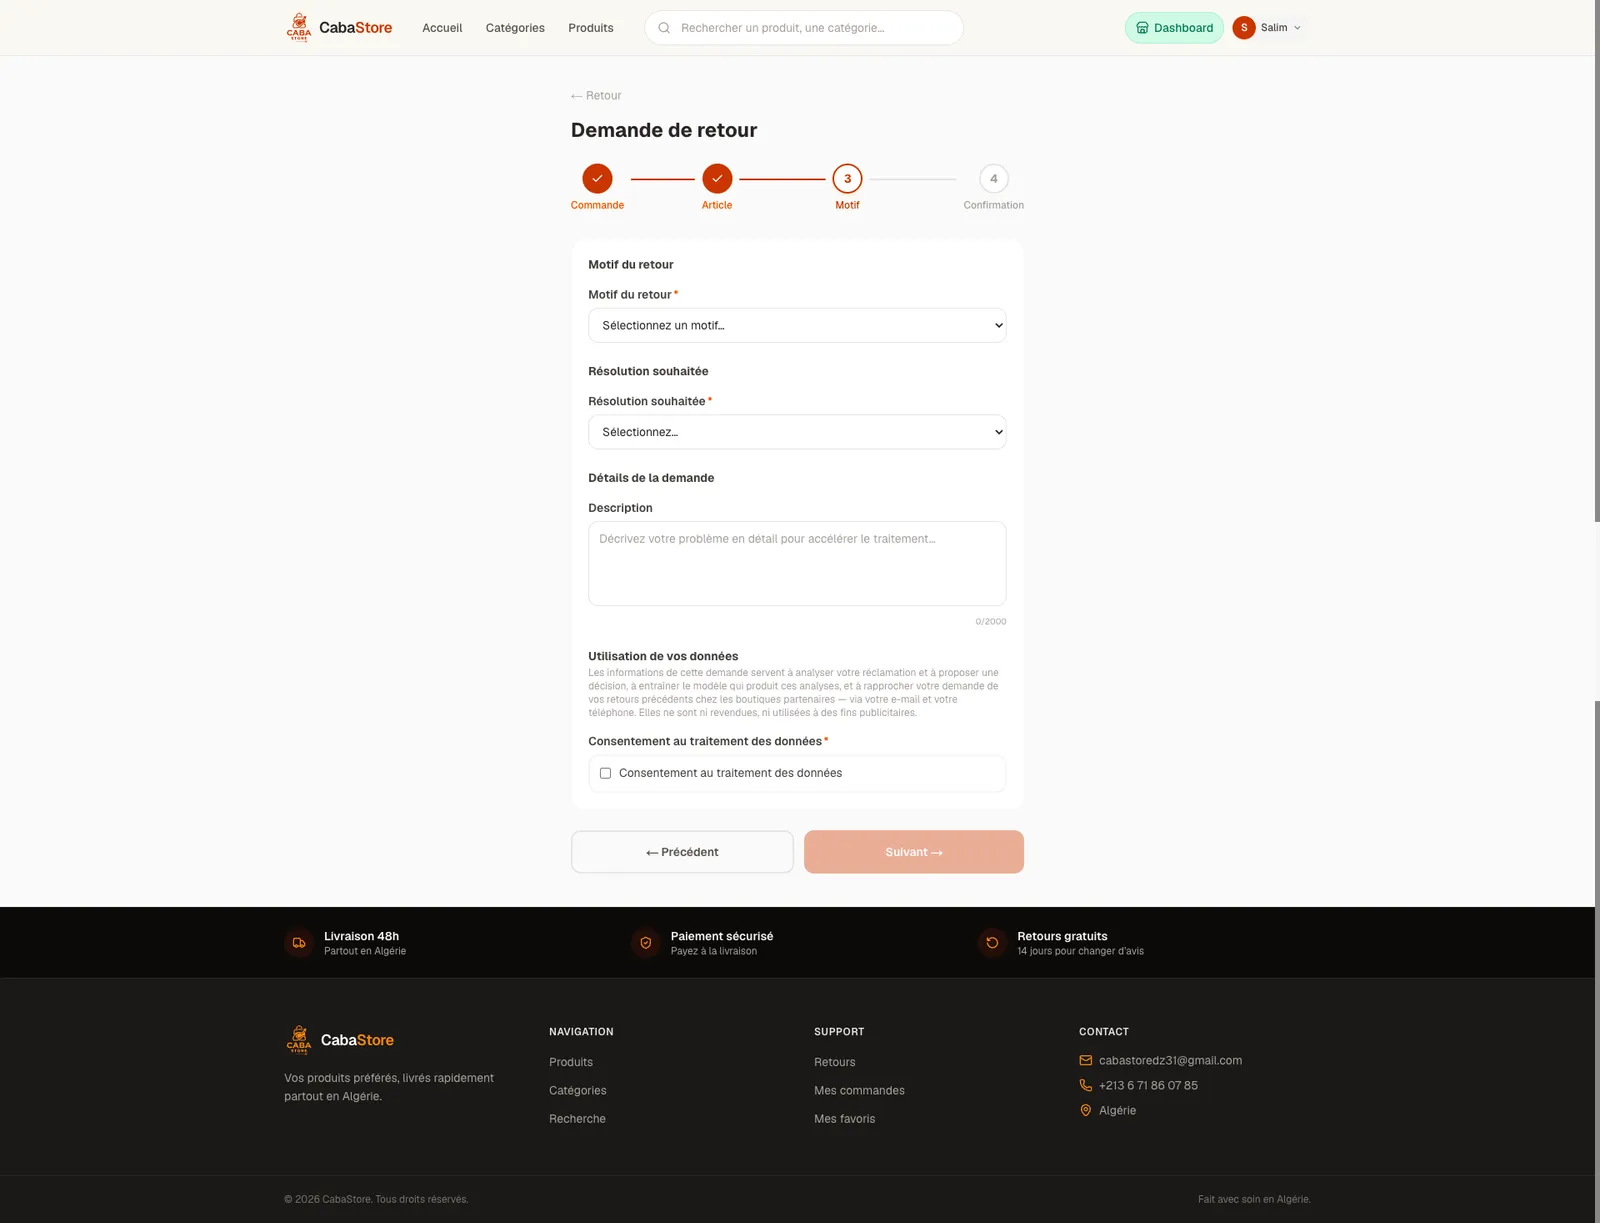 CABA
STORE
CabaStore
Accueil
Catégories
Produits
Rechercher un produit, une catégorie...
Dashboard
S
Salim
← Retour
Demande de retour
3
4
Commande
Article
Motif
Confirmation
Motif du retour
Motif du retour *
Sélectionnez un motif...
Résolution souhaitée
Résolution souhaitée *
Sélectionnez...
Détails de la demande
Description
Décrivez votre problème en détail pour accélérer le traitement...
0/2000
Utilisation de vos données
Les informations de cette demande servent à analyser votre réclamation et à proposer une
décision, à entraîner le modèle qui produit ces analyses, et à rapprocher votre demande de
vos retours précédents chez les boutiques partenaires — via votre e-mail et votre
téléphone. Elles ne sont ni revendues, ni utilisées à des fins publicitaires.
Consentement au traitement des données *
Consentement au traitement des données
← Précédent
Suivant →
Livraison 48h
Partout en Algérie
Paiement sécurisé
Payez à la livraison
Retours gratuits
14 jours pour changer d'avis
CABA
STORE
CabaStore
Vos produits préférés, livrés rapidement
partout en Algérie.
NAVIGATION
Produits
Catégories
Recherche
SUPPORT
Retours
Mes commandes
Mes favoris
CONTACT
cabastoredz31@gmail.com
+213 6 71 86 07 85
Algérie
© 2026 CabaStore. Tous droits réservés.
Fait avec soin en Algérie.